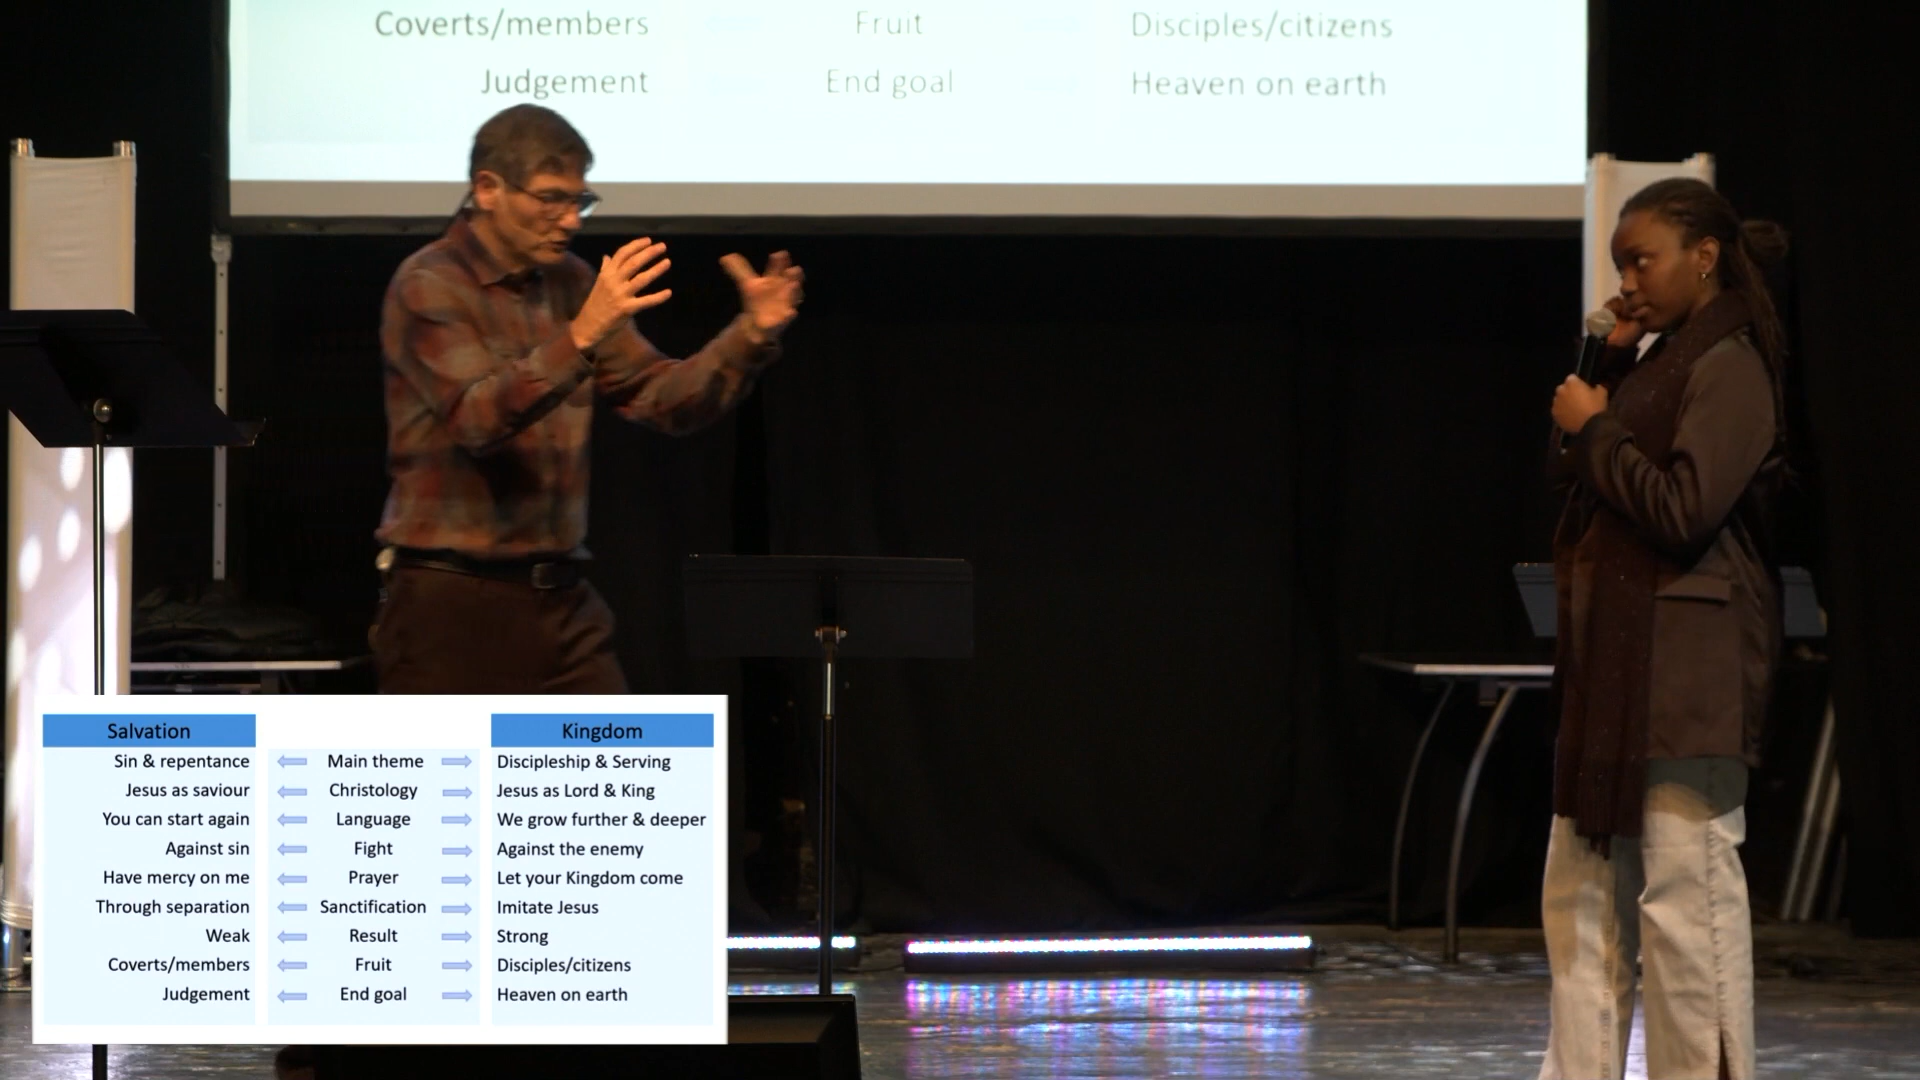 Coverts/members Fruit Disciples/citizens
Judgement End goal Heaven on earth
Salvation Kingdom
Sin & repentance Main theme Discipleship & Serving
Jesus as saviour Christology Jesus as Lord & King
You can start again Language We grow further & deeper
Against sin Fight Against the enemy
Have mercy on me Prayer Let your Kingdom come
Through separation Sanctification Imitate Jesus
Weak Result Strong
Coverts/members Fruit Disciples/citizens
Judgement End goal Heaven on earth